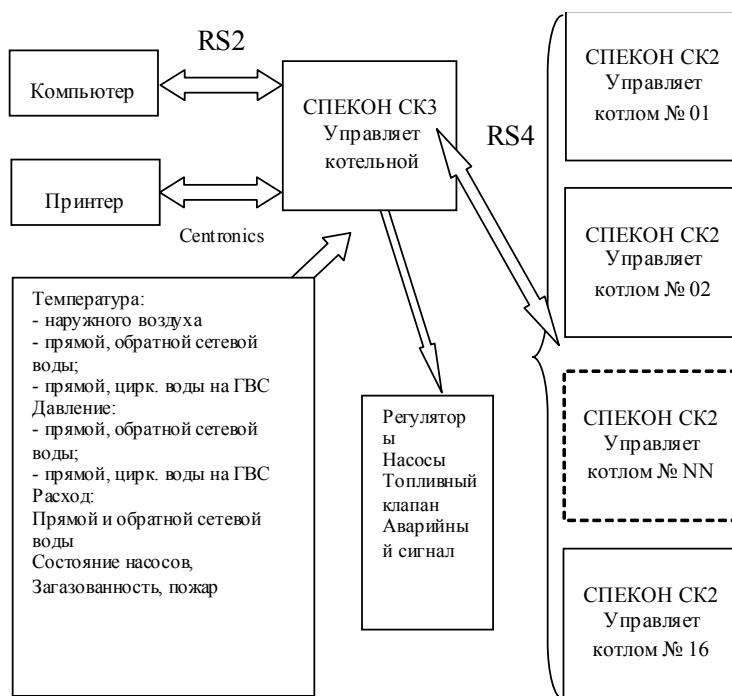 RS2
Компьютер
СПЕКОН СК3
Управляет
котельной
Принтер
Centronics
RS4
СПЕКОН СК2
Управляет
котлом № 01
СПЕКОН СК2
Управляет
котлом № 02
СПЕКОН СК2
Управляет
котлом № NN
СПЕКОН СК2
Управляет
котлом № 16
Температура:
- наружного воздуха
- прямой, обратной сетевой
воды;
- прямой, цирк. воды на ГВС
Давление:
- прямой, обратной сетевой
воды;
- прямой, цирк. воды на ГВС
Расход:
Прямой и обратной сетевой
воды
Состояние насосов,
Загазованность, пожар
Регулятор
ы
Насосы
Топливный
клапан
Аварийны
й сигнал